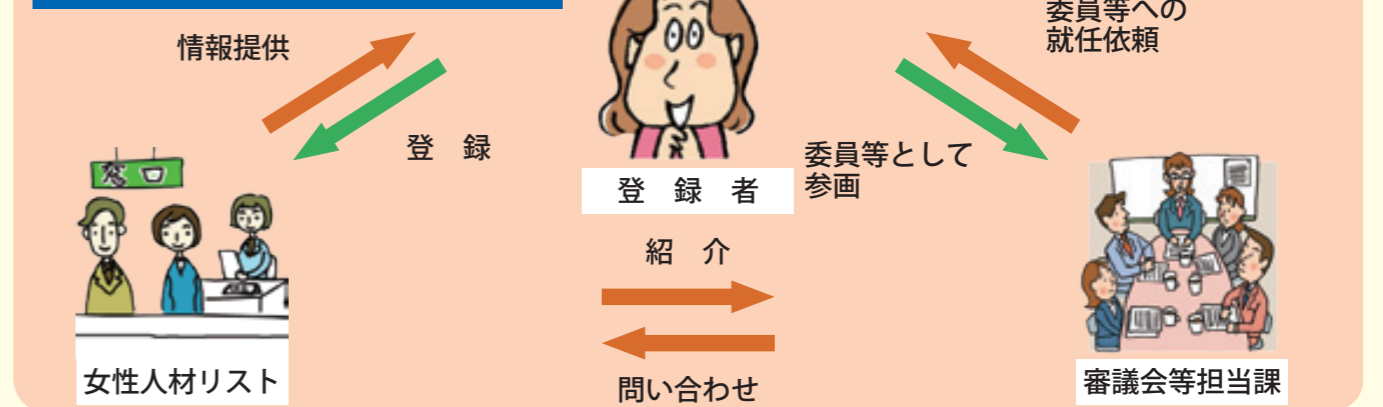 委員等への
就任依頼
情報提供
登　録
委員等として
参画
窓口
登　録　者
紹　介
問い合わせ
女性人材リスト
審議会等担当課